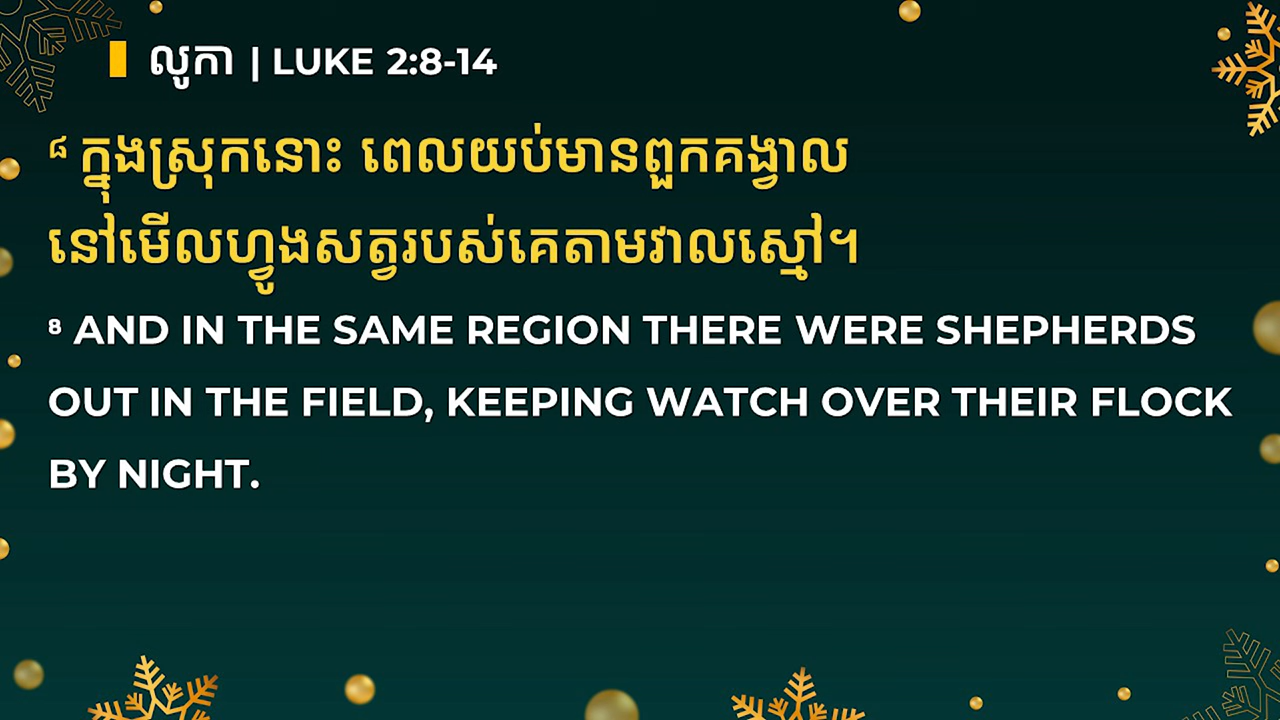 លូកា | LUKE 2:8-14
៨ ក្នុងស្រុកនោះ ពេលយប់មានពួកគង្វាល
នៅមើលហ្វូងសត្វរបស់គេតាមវាលស្មៅ។
8 AND IN THE SAME REGION THERE WERE SHEPHERDS
OUT IN THE FIELD, KEEPING WATCH OVER THEIR FLOCK
BY NIGHT.